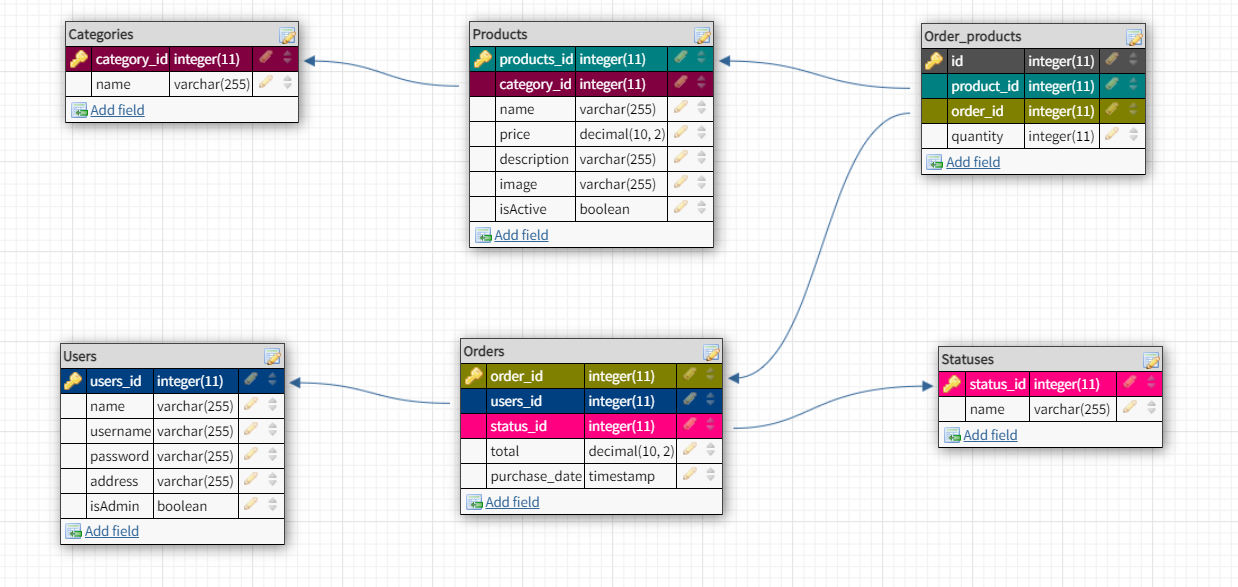 Categories
category_id integer(11)
name varchar(255)
Add field
Products
products_id integer(11)
category_id integer(11)
name varchar(255)
price decimal(10, 2)
description varchar(255)
image varchar(255)
isActive boolean
Add field
Order_products
id integer(11)
product_id integer(11)
order_id integer(11)
quantity integer(11)
Add field
Users
users_id integer(11)
name varchar(255)
username varchar(255)
password varchar(255)
address varchar(255)
isAdmin boolean
Add field
Orders
order_id integer(11)
users_id integer(11)
status_id integer(11)
total decimal(10, 2)
purchase_date timestamp
Add field
Statuses
status_id integer(11)
name varchar(255)
Add field